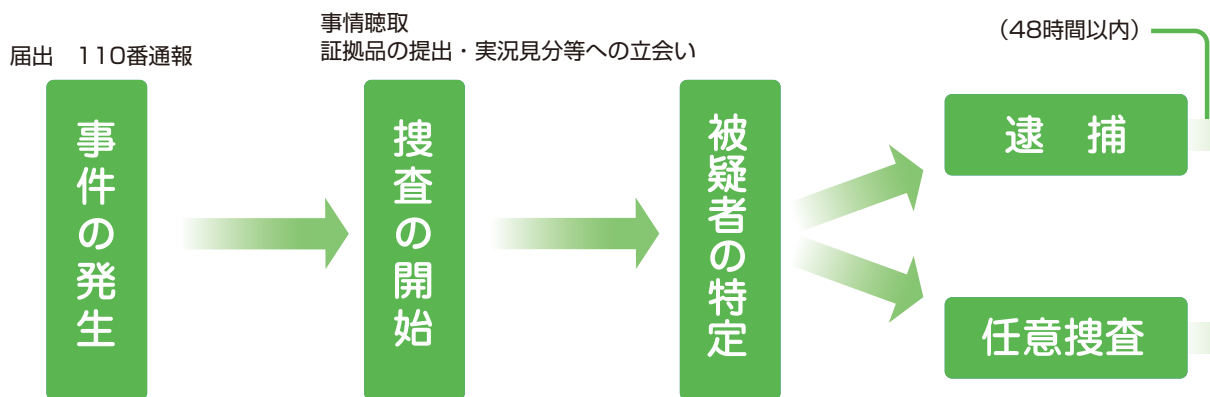 届出　110番通報
事情聴取
証拠品の提出・実況見分等への立会い
（48時間以内）
事件の発生
捜査の開始
被疑者の特定
逮　捕
任意捜査